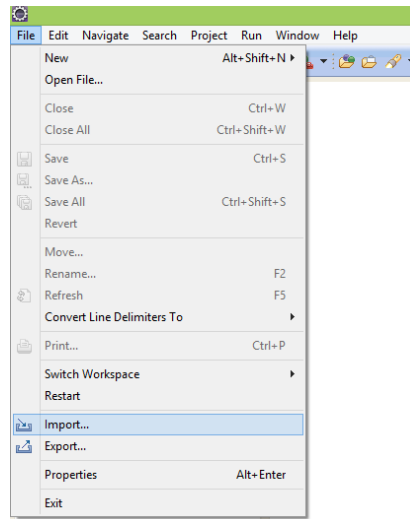 File Edit Navigate Search Project Run Window Help
New Alt+Shift+N
Open File...
Close Ctrl+W
Close All Ctrl+Shift+W
Save Ctrl+S
Save As...
Save All Ctrl+Shift+S
Revert
Move...
Rename... F2
Refresh F5
Convert Line Delimiters To
Print... Ctrl+P
Switch Workspace
Restart
Import...
Export...
Properties Alt+Enter
Exit